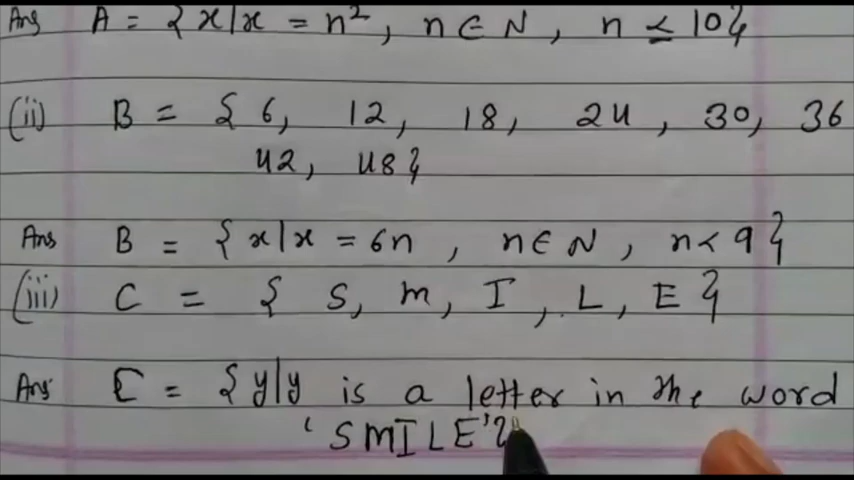 Ans A = {x/x = n², n∈N, n ≤ 10}
(ii) B = {6, 12, 18, 24, 30, 36
42, 48}
Ans B = {x/x = 6n, n∈N, n<9}
(iii) C = {S, m, I, L, E}
Ans C = {y/y is a letter in the word
'SMILE'}